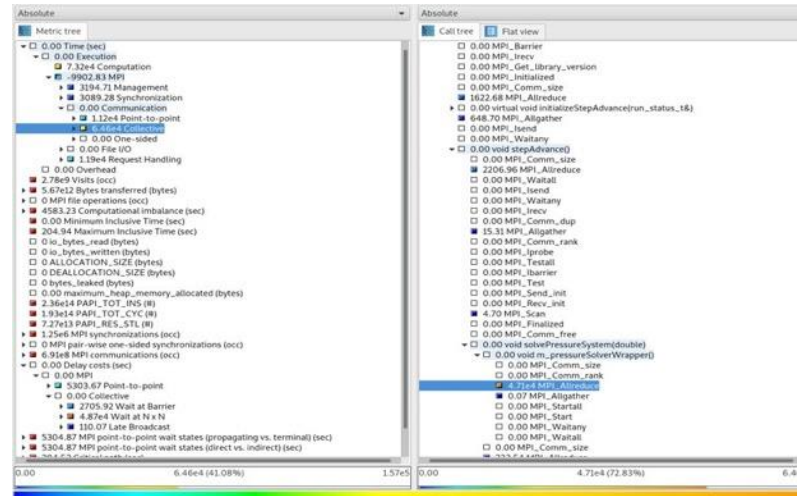 Absolute
Metric tree
0.00 Time (sec)
0.00 Execution
7.32e4 Computation
-9902.83 MPI
3194.71 Management
3089.28 Synchronization
0.00 Communication
1.12e4 Point-to-point
6.46e4 Collective
0.00 One-sided
0.00 File I/O
1.19e4 Request Handling
0.00 Overhead
2.78e9 Visits (occ)
5.67e12 Bytes transferred (bytes)
0 MPI file operations (occ)
4583.23 Computational imbalance (sec)
0.00 Minimum Inclusive Time (sec)
204.94 Maximum Inclusive Time (sec)
0 io_bytes_read (bytes)
0 io_bytes_written (bytes)
0 ALLOCATION_SIZE (bytes)
0 DEALLOCATION_SIZE (bytes)
0 bytes_leaked (bytes)
0.00 maximum_heap_memory_allocated (bytes)
2.36e14 PAPI_TOT_INS (#)
1.93e14 PAPI_TOT_CYC (#)
7.27e13 PAPI_RES_STL (#)
1.25e6 MPI synchronizations (occ)
0 MPI pair-wise one-sided synchronizations (occ)
6.91e8 MPI communications (occ)
0.00 Delay costs (sec)
0.00 MPI
5303.67 Point-to-point
0.00 Collective
2705.92 Wait at Barrier
4.87e4 Wait at N x N
110.07 Late Broadcast
5304.87 MPI point-to-point wait states (propagating vs. terminal) (sec)
5304.87 MPI point-to-point wait states (direct vs. indirect) (sec)
0.00 6.46e4 (41.08%) 1.57e5
Absolute
Call tree Flat view
0.00 MPI_Barrier
0.00 MPI_Irecv
0.00 MPI_Get_library_version
0.00 MPI_Initialized
0.00 MPI_Comm_size
1622.68 MPI_Allreduce
0.00 virtual void initializeStepAdvance(run_status_t&)
648.70 MPI_Allgather
0.00 MPI_Isend
0.00 MPI_Waitany
0.00 void stepAdvance()
0.00 MPI_Comm_size
2206.96 MPI_Allreduce
0.00 MPI_Waitall
0.00 MPI_Isend
0.00 MPI_Waitany
0.00 MPI_Irecv
0.00 MPI_Comm_dup
15.31 MPI_Allgather
0.00 MPI_Comm_rank
0.00 MPI_Iprobe
0.00 MPI_Testall
0.00 MPI_Ibarrier
0.00 MPI_Test
0.00 MPI_Send_init
0.00 MPI_Recv_init
4.70 MPI_Scan
0.00 MPI_Finalized
0.00 MPI_Comm_free
0.00 void solvePressureSystem(double)
0.00 void m_pressureSolverWrapper()
0.00 MPI_Comm_size
0.00 MPI_Comm_rank
4.71e4 MPI_Allreduce
0.07 MPI_Allgather
0.00 MPI_Startall
0.00 MPI_Start
0.00 MPI_Waitany
0.00 MPI_Waitall
0.00 MPI_Comm_size
0.00 4.71e4 (72.83%)